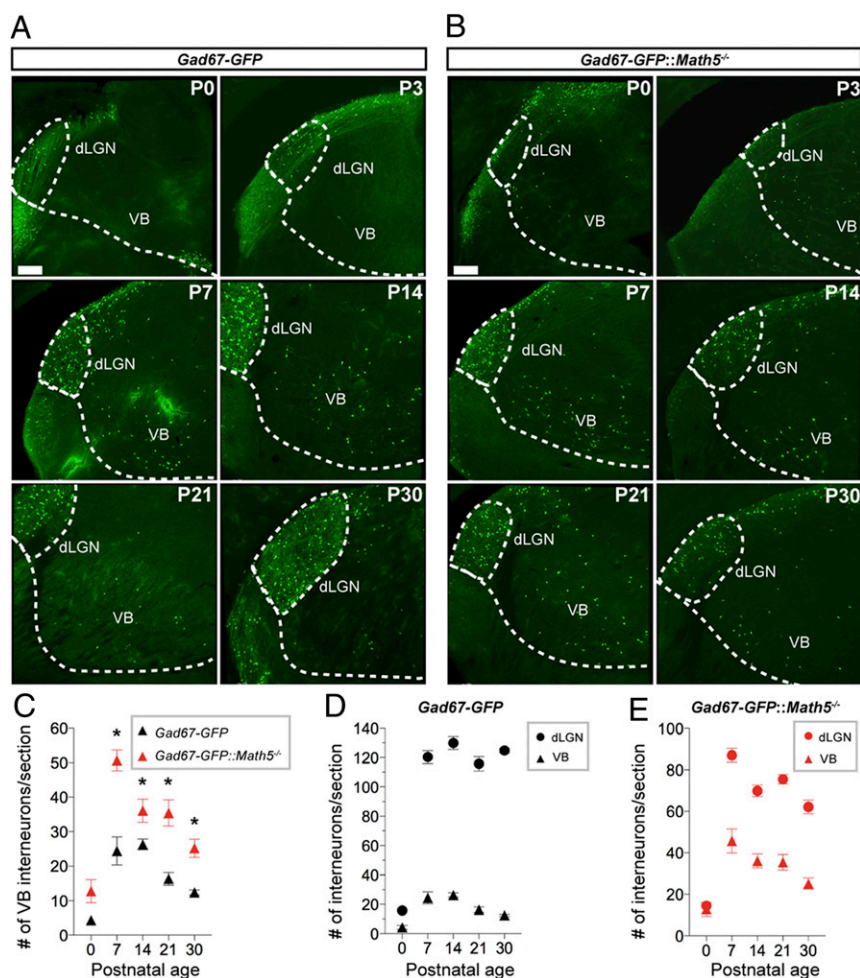 A
B
Gad67-GFP
Gad67-GFP::Math5-/-
P0
dLGN
VB
P3
dLGN
VB
P0
dLGN
VB
P3
dLGN
VB
P7
dLGN
VB
P14
dLGN
VB
P7
dLGN
VB
P14
dLGN
VB
P21
dLGN
VB
P30
dLGN
VB
P21
dLGN
VB
P30
dLGN
VB
C
# of VB interneurons/section
60
50
40
30
20
10
0
*
*
*
*
Gad67-GFP
Gad67-GFP::Math5-/-
0 7 14 21 30
Postnatal age
D
Gad67-GFP
# of interneurons/section
140
120
100
80
60
40
20
0
dLGN
VB
0 7 14 21 30
Postnatal age
E
Gad67-GFP::Math5-/-
# of interneurons/section
100
80
60
40
20
0
dLGN
VB
0 7 14 21 30
Postnatal age